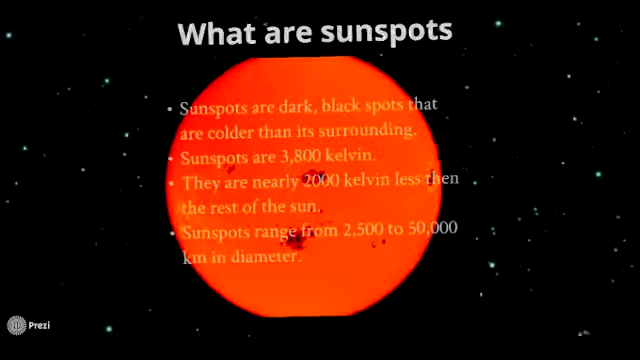 What are sunspots
• Sunspots are dark, black spots that
are colder than its surrounding.
• Sunspots are 3,800 kelvin.
• They are nearly 2000 kelvin less then
the rest of the sun.
• Sunspots range from 2,500 to 50,000
km in diameter.
Prezi